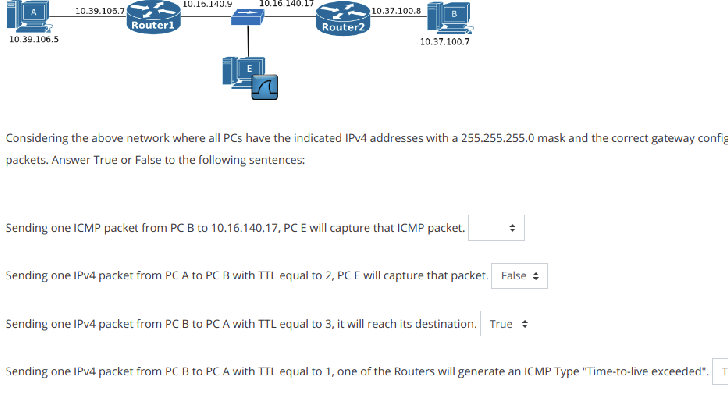 A 10.39.106.7 Router1 10.16.140.9 10.16.140.17 Router2 10.37.100.8 B
10.39.106.5 10.37.100.7
E
Considering the above network where all PCs have the indicated IPv4 addresses with a 255.255.255.0 mask and the correct gateway config
packets. Answer True or False to the following sentences:
Sending one ICMP packet from PC B to 10.16.140.17, PC E will capture that ICMP packet.
Sending one IPv4 packet from PC A to PC B with TTL equal to 2, PC E will capture that packet. False
Sending one IPv4 packet from PC B to PC A with TTL equal to 3, it will reach its destination. True
Sending one IPv4 packet from PC B to PC A with TTL equal to 1, one of the Routers will generate an ICMP Type "Time-to-live exceeded". T